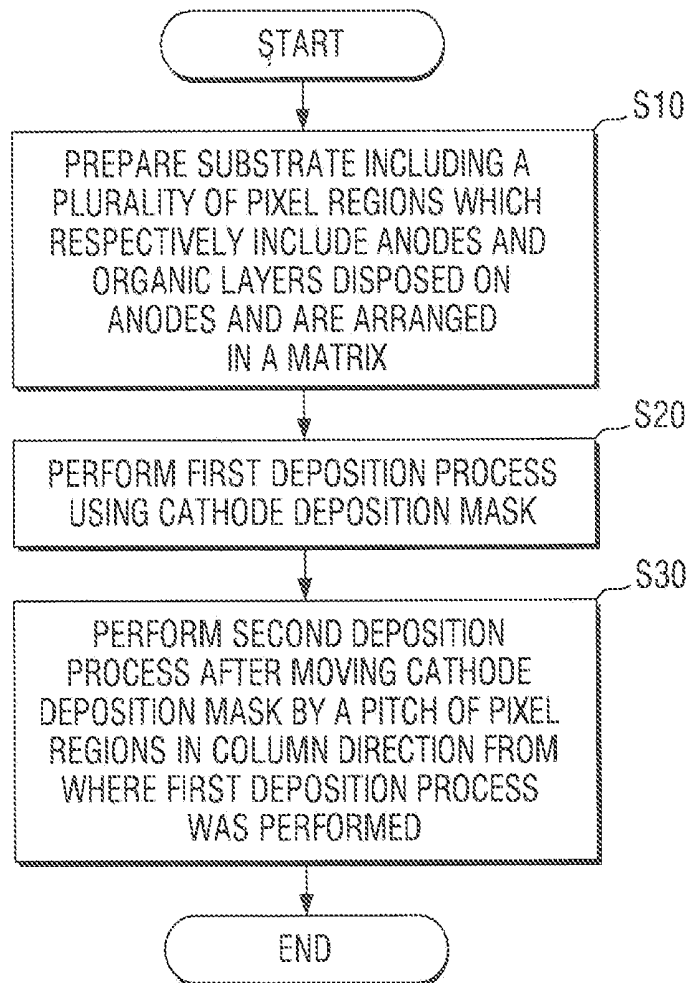 START
S10
PREPARE SUBSTRATE INCLUDING A
PLURALITY OF PIXEL REGIONS WHICH
RESPECTIVELY INCLUDE ANODES AND
ORGANIC LAYERS DISPOSED ON
ANODES AND ARE ARRANGED
IN A MATRIX
S20
PERFORM FIRST DEPOSITION PROCESS
USING CATHODE DEPOSITION MASK
S30
PERFORM SECOND DEPOSITION
PROCESS AFTER MOVING CATHODE
DEPOSITION MASK BY A PITCH OF PIXEL
REGIONS IN COLUMN DIRECTION FROM
WHERE FIRST DEPOSITION PROCESS
WAS PERFORMED
END